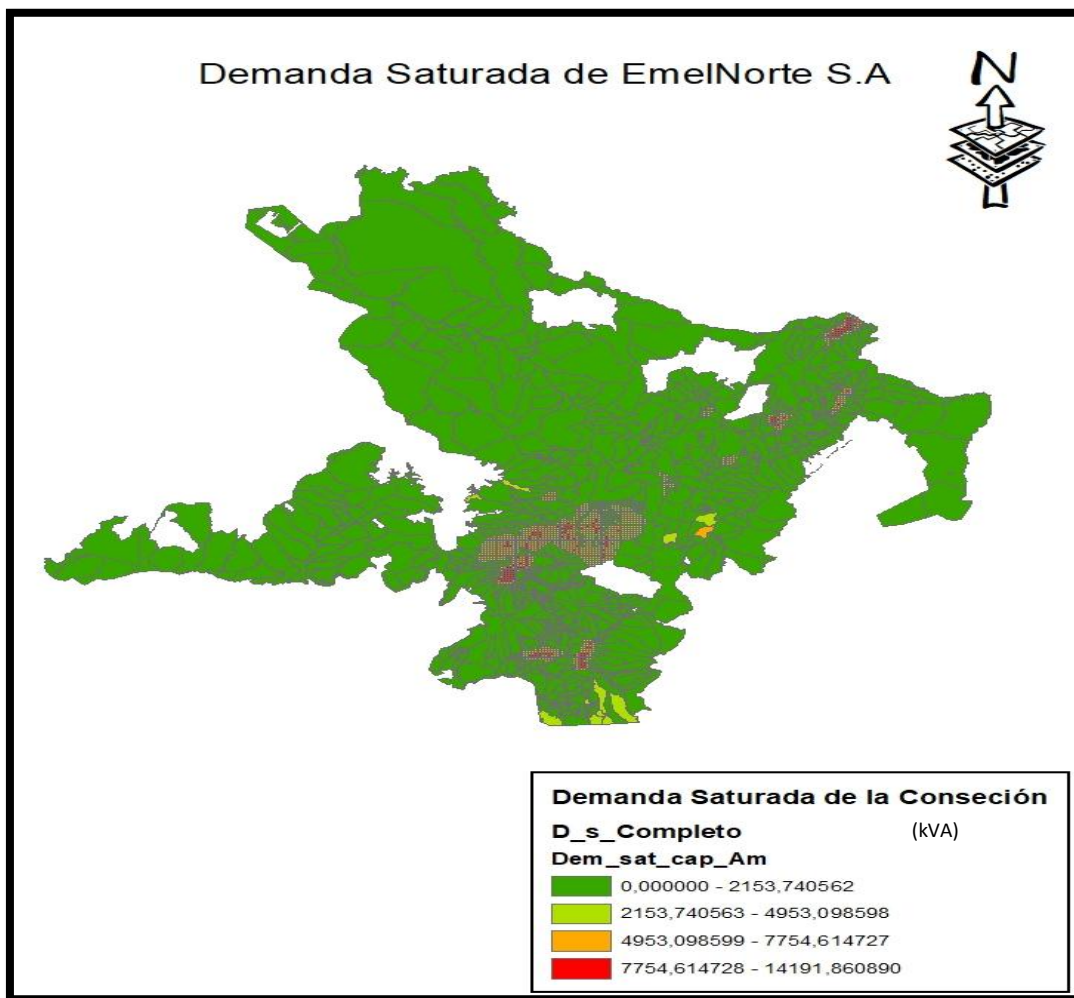 Demanda Saturada de EmelNorte S.A
N
Demanda Saturada de la Conseción
D_s_Completo (kVA)
Dem_sat_cap_Am
0,000000 - 2153,740562
2153,740563 - 4953,098598
4953,098599 - 7754,614727
7754,614728 - 14191,860890